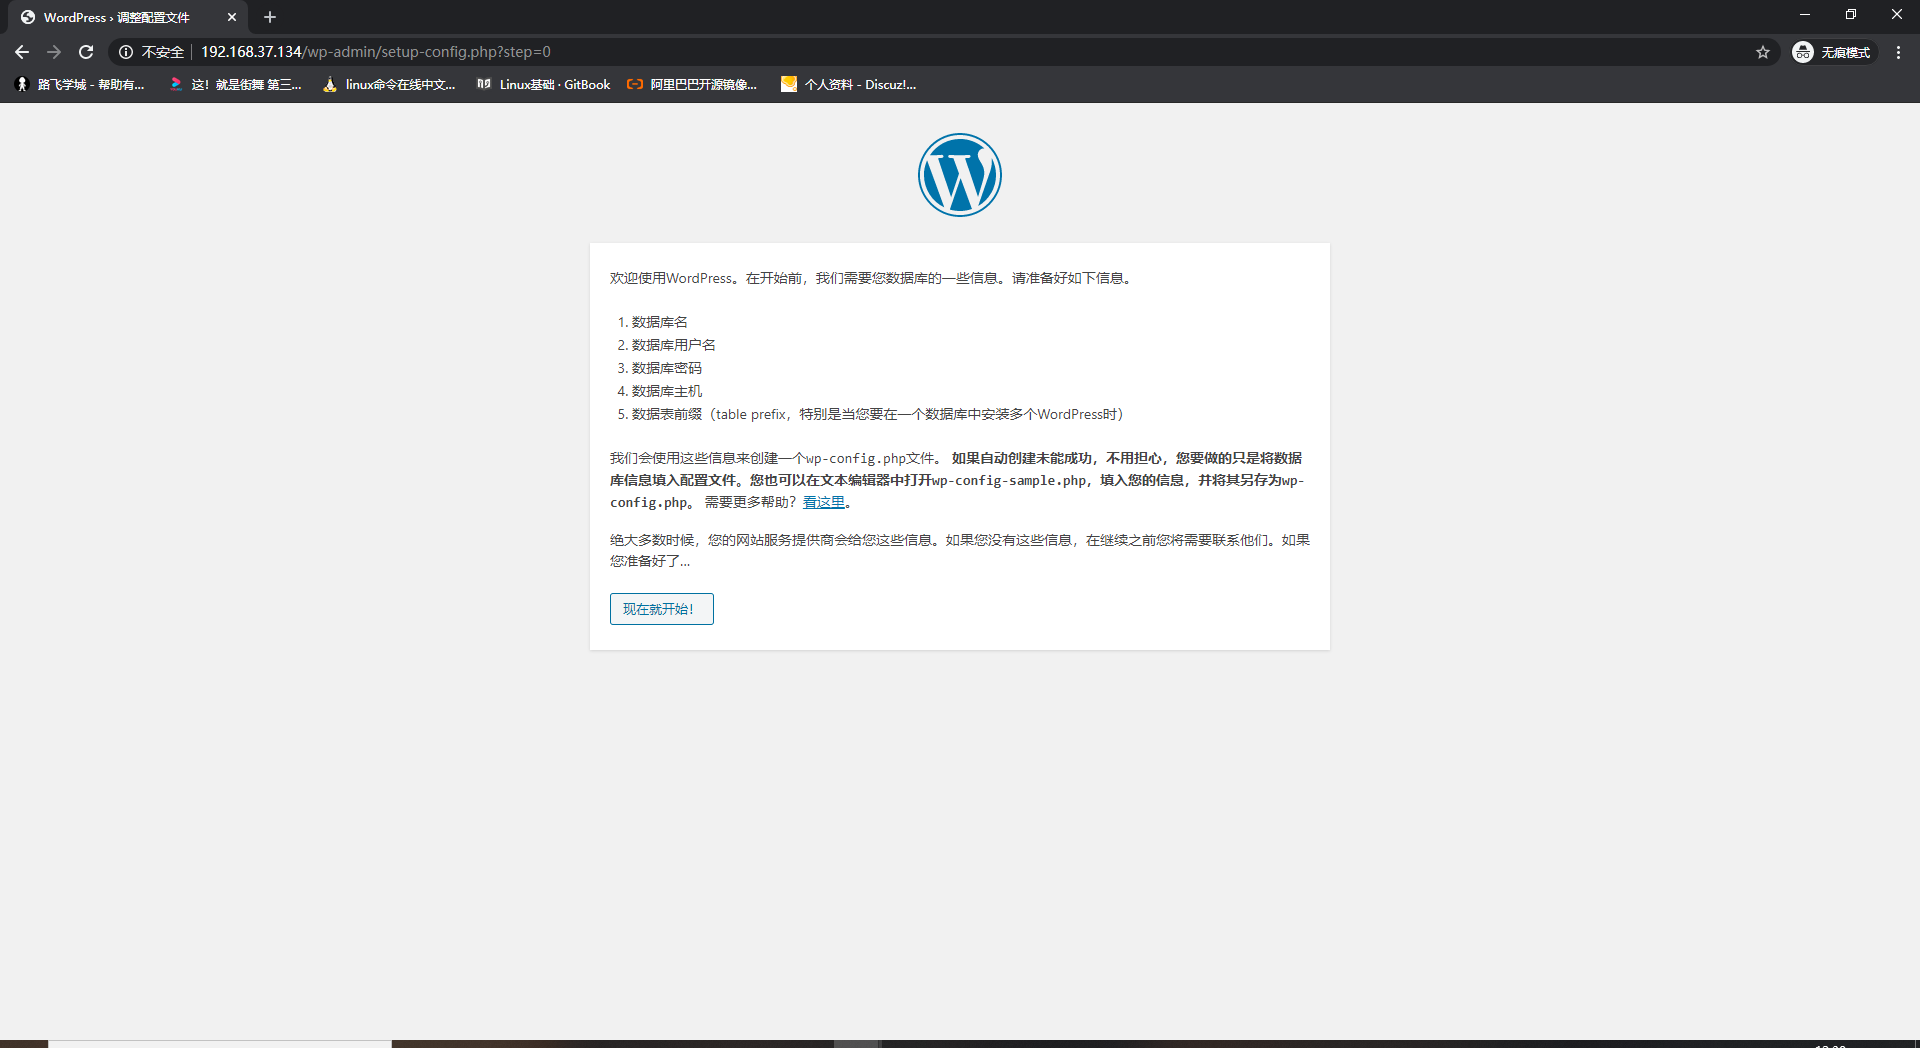 WordPress › 调整配置文件
不安全 192.168.37.134/wp-admin/setup-config.php?step=0
无痕模式
路飞学城 - 帮助有... 这！就是街舞 第三... linux命令在线中文... Linux基础 · GitBook 阿里巴巴开源镜像... 个人资料 - Discuz!...
欢迎使用WordPress。在开始前，我们需要您数据库的一些信息。请准备好如下信息。
1. 数据库名
2. 数据库用户名
3. 数据库密码
4. 数据库主机
5. 数据表前缀（table prefix，特别是当您要在一个数据库中安装多个WordPress时）
我们会使用这些信息来创建一个wp-config.php文件。 如果自动创建未能成功，不用担心，您要做的只是将数据
库信息填入配置文件。您也可以在文本编辑器中打开wp-config-sample.php，填入您的信息，并将其另存为wp-
config.php。 需要更多帮助？看这里。
绝大多数时候，您的网站服务提供商会给您这些信息。如果您没有这些信息，在继续之前您将需要联系他们。如果
您准备好了…
现在就开始！